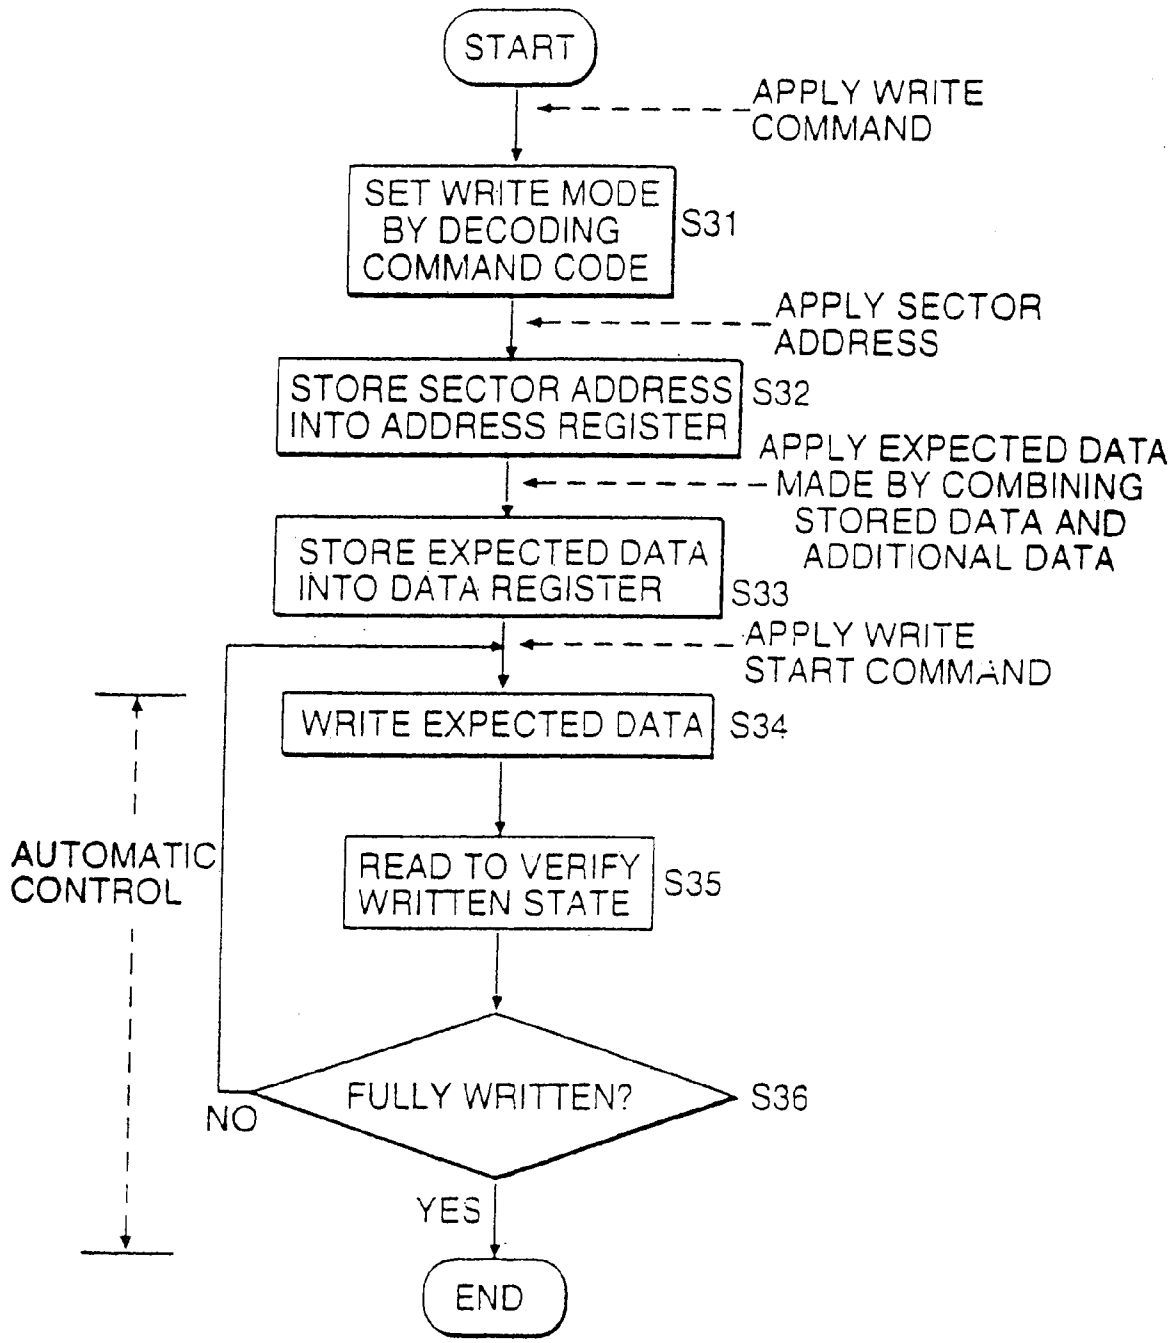 START
APPLY WRITE
COMMAND
SET WRITE MODE
BY DECODING
COMMAND CODE
S31
APPLY SECTOR
ADDRESS
STORE SECTOR ADDRESS
INTO ADDRESS REGISTER
S32
APPLY EXPECTED DATA
MADE BY COMBINING
STORED DATA AND
ADDITIONAL DATA
STORE EXPECTED DATA
INTO DATA REGISTER
S33
APPLY WRITE
START COMMAND
WRITE EXPECTED DATA
S34
AUTOMATIC
CONTROL
READ TO VERIFY
WRITTEN STATE
S35
FULLY WRITTEN?
S36
NO
YES
END